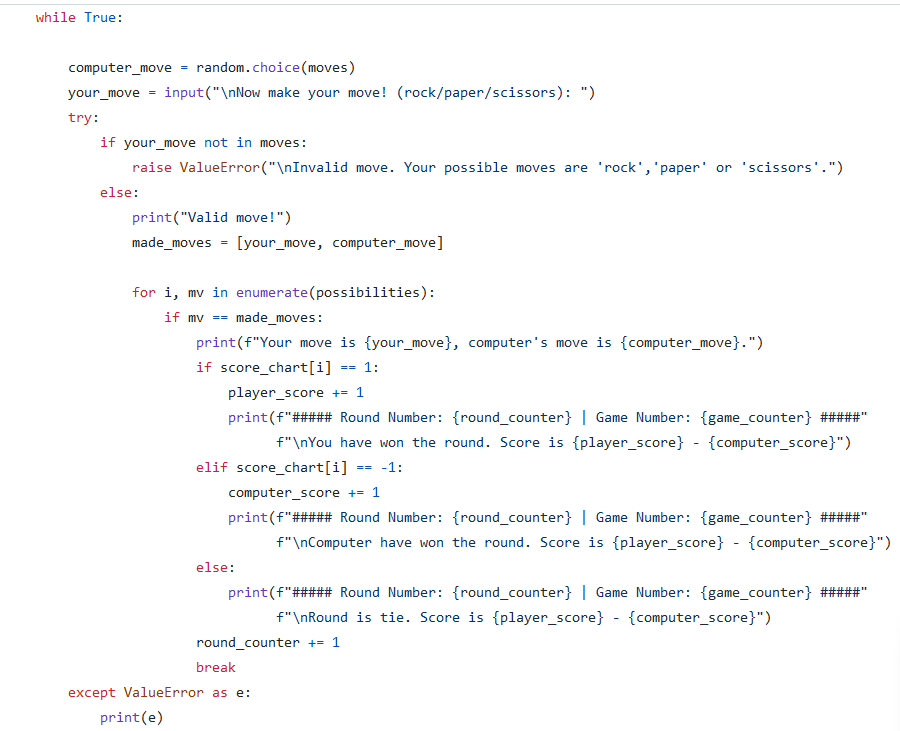 while True:
computer_move = random.choice(moves)
your_move = input("\nNow make your move! (rock/paper/scissors): ")
try:
if your_move not in moves:
raise ValueError("\nInvalid move. Your possible moves are 'rock','paper' or 'scissors'.")
else:
print("Valid move!")
made_moves = [your_move, computer_move]
for i, mv in enumerate(possibilities):
if mv == made_moves:
print(f"Your move is {your_move}, computer's move is {computer_move}.")
if score_chart[i] == 1:
player_score += 1
print(f"##### Round Number: {round_counter} | Game Number: {game_counter} #####"
f"\nYou have won the round. Score is {player_score} - {computer_score}")
elif score_chart[i] == -1:
computer_score += 1
print(f"##### Round Number: {round_counter} | Game Number: {game_counter} #####"
f"\nComputer have won the round. Score is {player_score} - {computer_score}")
else:
print(f"##### Round Number: {round_counter} | Game Number: {game_counter} #####"
f"\nRound is tie. Score is {player_score} - {computer_score}")
round_counter += 1
break
except ValueError as e:
print(e)